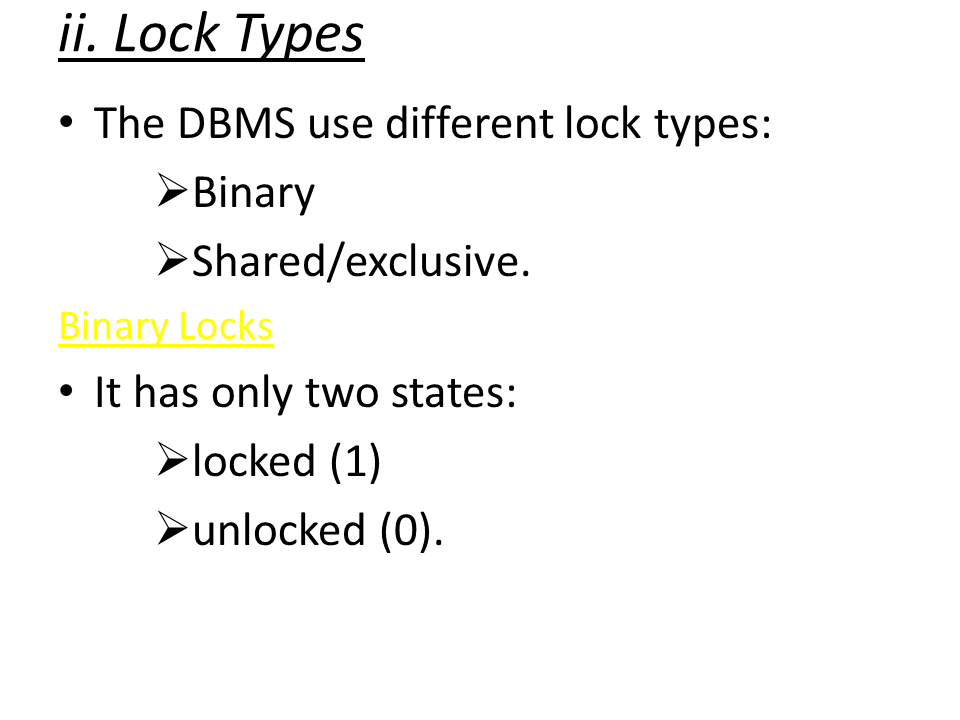 ii. Lock Types
• The DBMS use different lock types:
➢Binary
➢Shared/exclusive.
Binary Locks
• It has only two states:
➢locked (1)
➢unlocked (0).